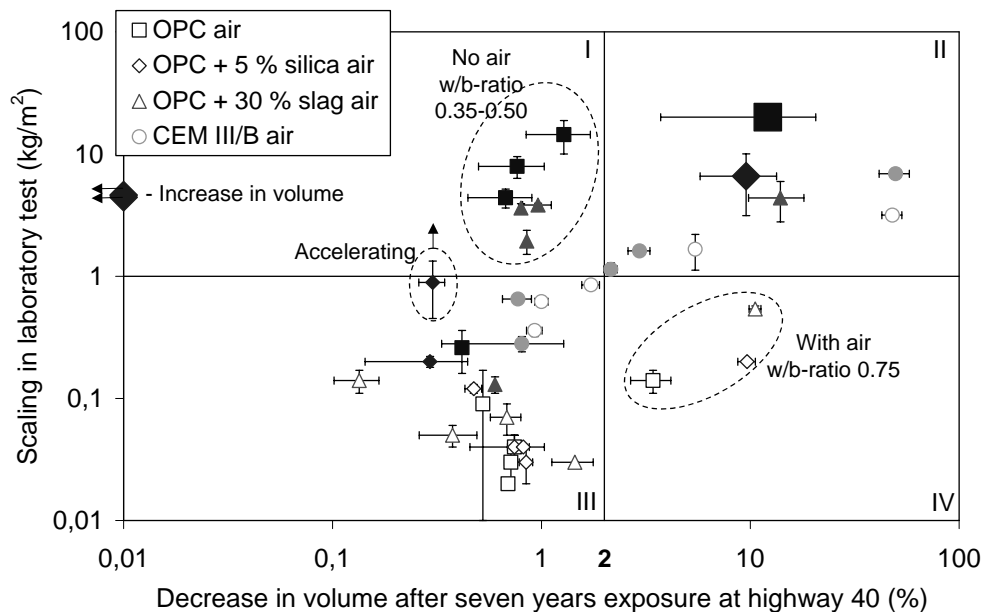 100
10
1
0,1
0,01
Scaling in laboratory test (kg/m²)
OPC air
OPC + 5 % silica air
OPC + 30 % slag air
CEM III/B air
I
II
No air
w/b-ratio
0.35-0.50
- Increase in volume
Accelerating
With air
w/b-ratio 0.75
III
IV
0,01
0,1
1
2
10
100
Decrease in volume after seven years exposure at highway 40 (%)